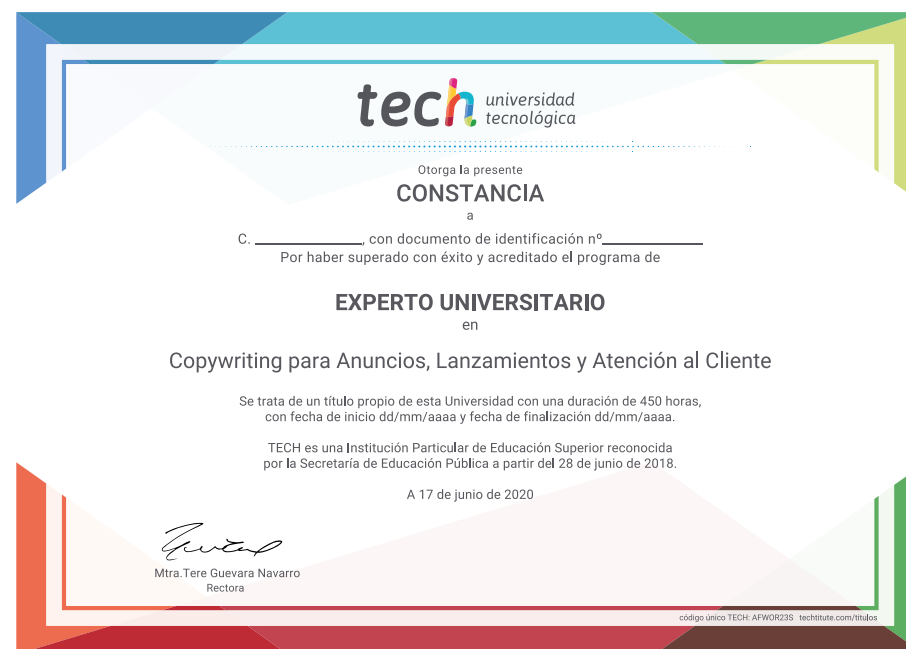 tech universidad
tecnológica
Otorga la presente
CONSTANCIA
a
C. ______________, con documento de identificación nº_____________
Por haber superado con éxito y acreditado el programa de
EXPERTO UNIVERSITARIO
en
Copywriting para Anuncios, Lanzamientos y Atención al Cliente
Se trata de un título propio de esta Universidad con una duración de 450 horas,
con fecha de inicio dd/mm/aaaa y fecha de finalización dd/mm/aaaa.
TECH es una Institución Particular de Educación Superior reconocida
por la Secretaría de Educación Pública a partir del 28 de junio de 2018.
A 17 de junio de 2020
Mtra.Tere Guevara Navarro
Rectora
código único TECH: AFWOR23S techtitute.com/titulos